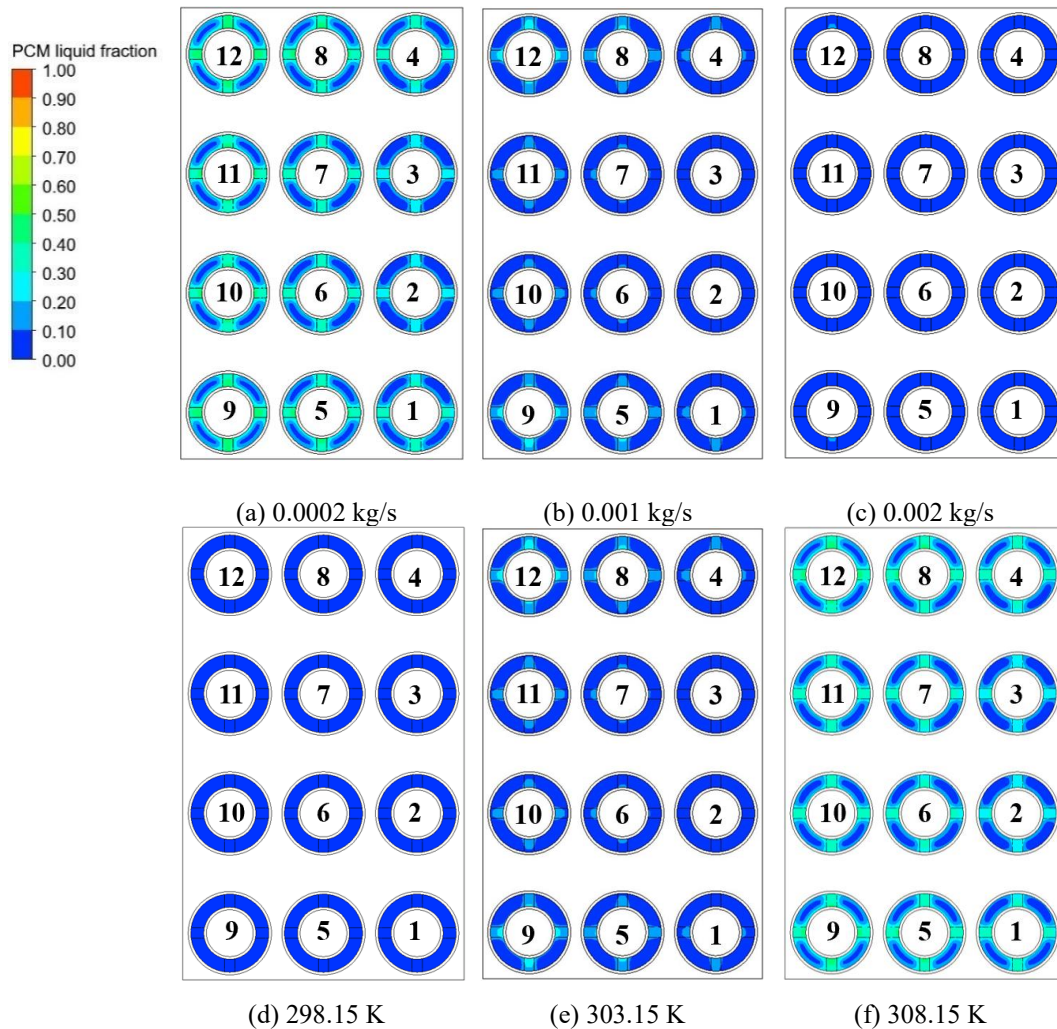 PCM liquid fraction
1.00
0.90
0.80
0.70
0.60
0.50
0.40
0.30
0.20
0.10
0.00
12 8 4
11 7 3
10 6 2
9 5 1
12 8 4
11 7 3
10 6 2
9 5 1
12 8 4
11 7 3
10 6 2
9 5 1
(a) 0.0002 kg/s
(b) 0.001 kg/s
(c) 0.002 kg/s
12 8 4
11 7 3
10 6 2
9 5 1
12 8 4
11 7 3
10 6 2
9 5 1
12 8 4
11 7 3
10 6 2
9 5 1
(d) 298.15 K
(e) 303.15 K
(f) 308.15 K